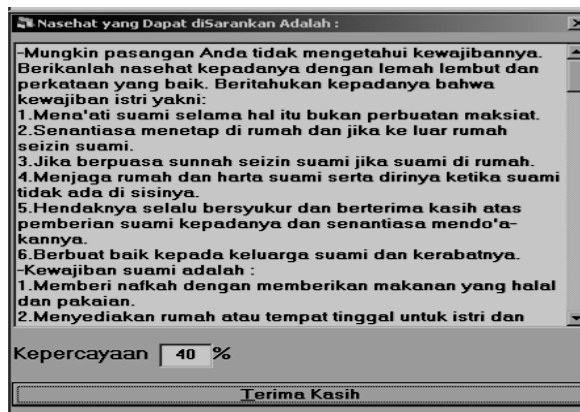 Nasehat yang Dapat diSarankan Adalah :
-Mungkin pasangan Anda tidak mengetahui kewajibannya.
Berikanlah nasehat kepadanya dengan lemah lembut dan
perkataan yang baik. Beritahukan kepadanya bahwa
kewajiban istri yakni:
1.Mena'ati suami selama hal itu bukan perbuatan maksiat.
2.Senantiasa menetap di rumah dan jika ke luar rumah
seizin suami.
3.Jika berpuasa sunnah seizin suami jika suami di rumah.
4.Menjaga rumah dan harta suami serta dirinya ketika suami
tidak ada di sisinya.
5.Hendaknya selalu bersyukur dan berterima kasih atas
pemberian suami kepadanya dan senantiasa mendo'a-
kannya.
6.Berbuat baik kepada keluarga suami dan kerabatnya.
-Kewajiban suami adalah :
1.Memberi nafkah dengan memberikan makanan yang halal
dan pakaian.
2.Menyediakan rumah atau tempat tinggal untuk istri dan
Kepercayaan 40 %
Terima Kasih